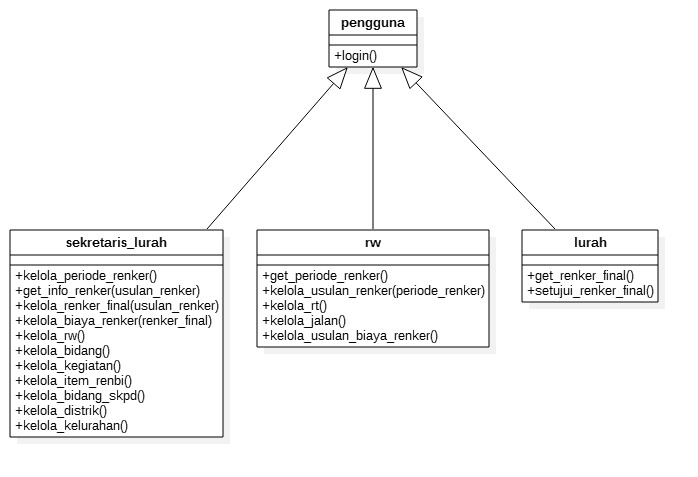 pengguna
+login()
sekretaris_lurah
+kelola_periode_renker()
+get_info_renker(usulan_renker)
+kelola_renker_final(usulan_renker)
+kelola_biaya_renker(renker_final)
+kelola_rw()
+kelola_bidang()
+kelola_kegiatan()
+kelola_item_renbi()
+kelola_bidang_skpd()
+kelola_distrik()
+kelola_kelurahan()
rw
+get_periode_renker()
+kelola_usulan_renker(periode_renker)
+kelola_rt()
+kelola_jalan()
+kelola_usulan_biaya_renker()
lurah
+get_renker_final()
+setujui_renker_final()